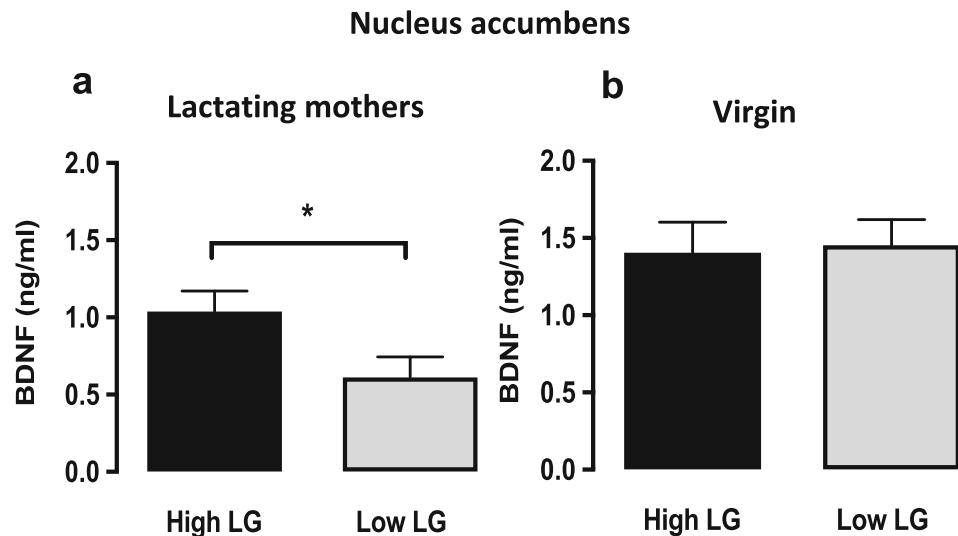 Nucleus accumbens
a
Lactating mothers
BDNF (ng/ml)
2.0
1.5
1.0
0.5
0.0
*
High LG
Low LG
b
Virgin
BDNF (ng/ml)
2.0
1.5
1.0
0.5
0.0
High LG
Low LG